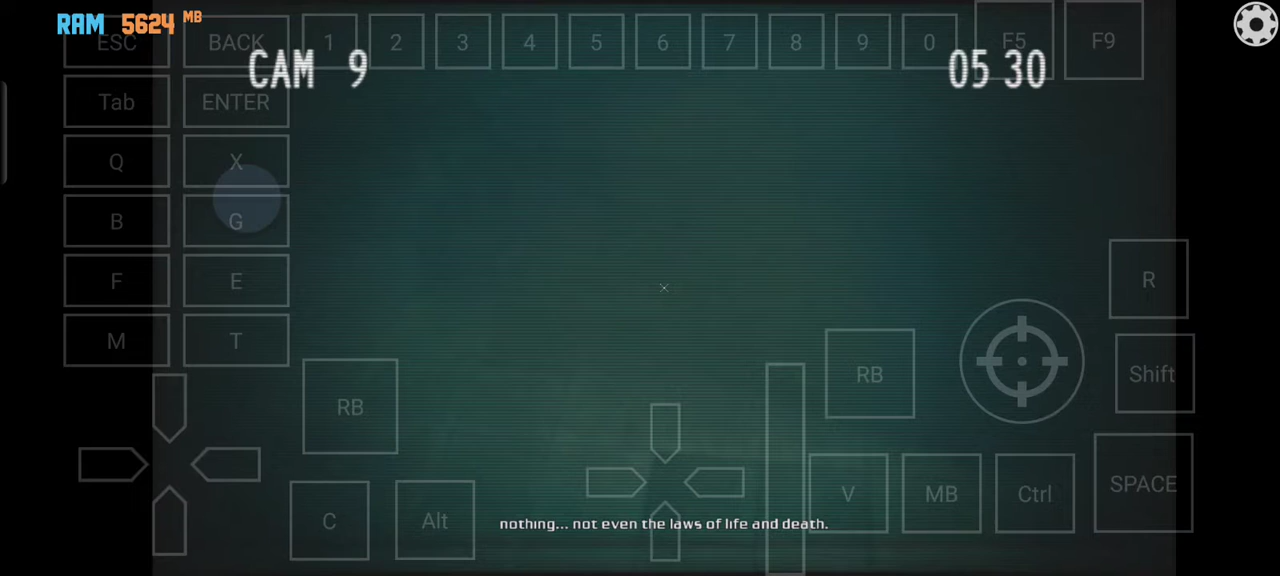 RAM 5624 MB
ESC BACK 1 2 3 4 5 6 7 8 9 0 F5 F9
CAM 9 05 30
Tab ENTER
Q X
B G
F E R
M T
RB RB Shift
C Alt V MB Ctrl SPACE
nothing... not even the laws of life and death.